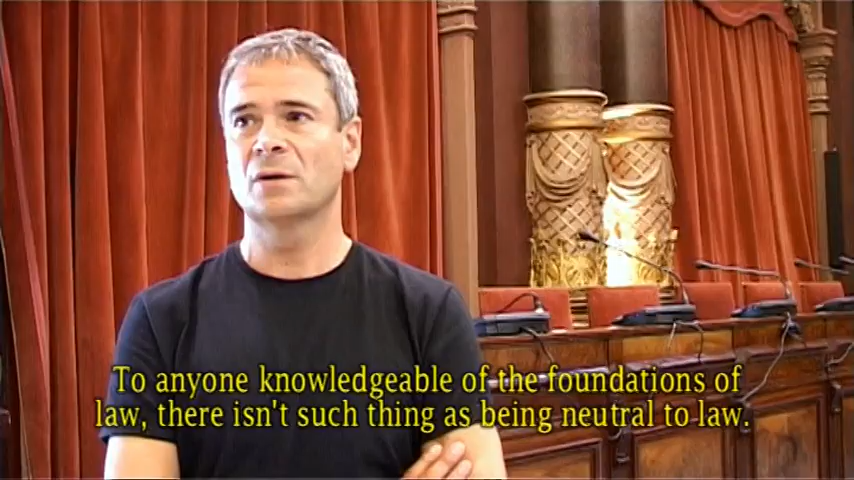 To anyone knowledgeable of the foundations of
law, there isn't such thing as being neutral to law.